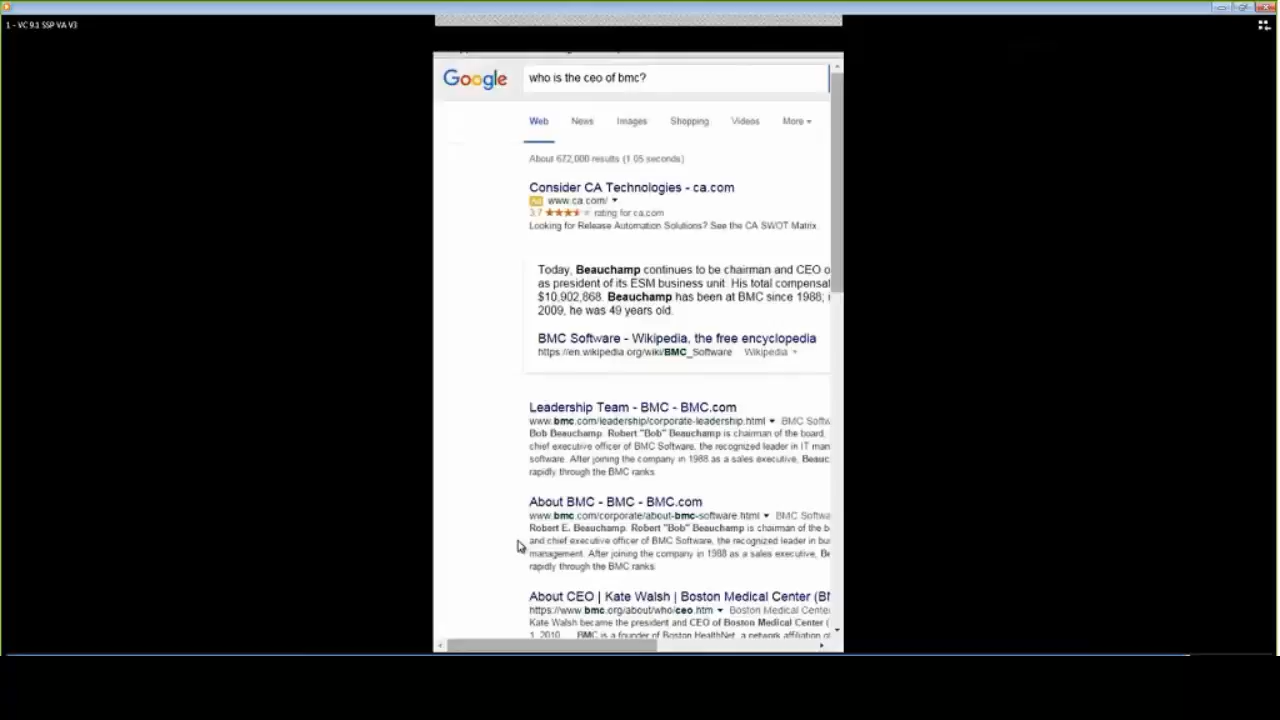 1 - VC 9.1 SSP VA V3
Google
who is the ceo of bmc?
Web News Images Shopping Videos More
About 672,000 results (1.05 seconds)
Consider CA Technologies - ca.com
Ad www.ca.com/
3.7 rating for ca.com
Looking for Release Automation Solutions? See the CA SWOT Matrix
Today, Beauchamp continues to be chairman and CEO
as president of its ESM business unit. His total
$10,902,868. Beauchamp has been at BMC since 1988;
2009, he was 49 years old.
BMC Software - Wikipedia, the free encyclopedia
https://en.wikipedia.org/wiki/BMC_Software Wikipedia
Leadership Team - BMC - BMC.com
www.bmc.com/leadership/corporate-leadership.html BMC
Bob Beauchamp. Robert "Bob" Beauchamp is chairman of the board,
chief executive officer of BMC Software, the recognized leader in IT
software. After joining the company in 1988 as a sales executive,
rapidly through the BMC ranks.
About BMC - BMC - BMC.com
www.bmc.com/corporate/about-bmc-software.html BMC
Robert E. Beauchamp. Robert "Bob" Beauchamp is chairman of the
and chief executive officer of BMC Software, the recognized leader in
management. After joining the company in 1988 as a sales executive,
rapidly through the BMC ranks.
About CEO | Kate Walsh | Boston Medical Center
https://www.bmc.org/about/who/ceo.htm Boston Medical
Kate Walsh became the president and CEO of Boston Medical Center (
1, 2010. BMC is a founder of Boston HealthNet, a network affiliation of